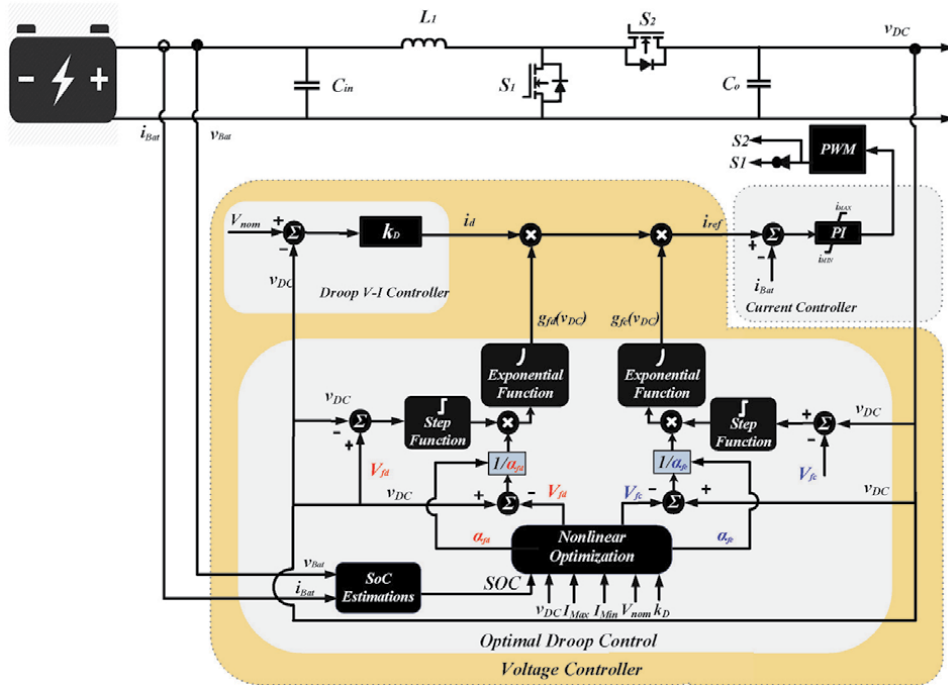 L1
S2
vDC
S1
Cin
Co
iBat
vBat
S2
S1
PWM
Vnom
+
Σ
-
kD
id
×
×
iref
+
Σ
-
iMAX
PI
iMIN
vDC
Droop V-I Controller
iBat
Current Controller
gfd(vDC)
gfc(vDC)
Exponential
Function
Exponential
Function
vDC
-
Σ
+
Step
Function
×
×
Step
Function
+
Σ
-
vDC
Vfd
1/αfd
1/αfc
Vfc
vDC
+
Σ
-
Vfd
Vfc
-
Σ
+
vDC
αfd
Nonlinear
Optimization
αfc
vBat
iBat
SoC
Estimations
SOC
vDC
IMax
IMin
Vnom
kD
Optimal Droop Control
Voltage Controller